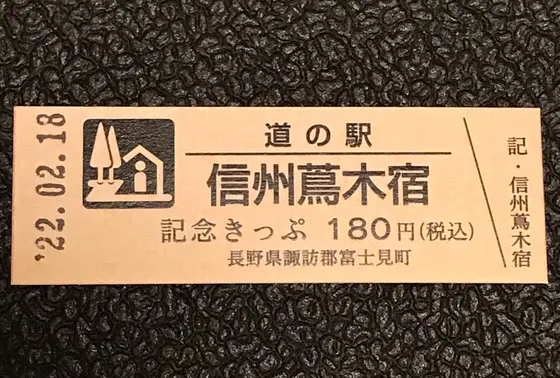 '22.02.18
道の駅
信州蔦木宿
記念きっぷ 180円(税込)
長野県諏訪郡富士見町
記・信州蔦木宿